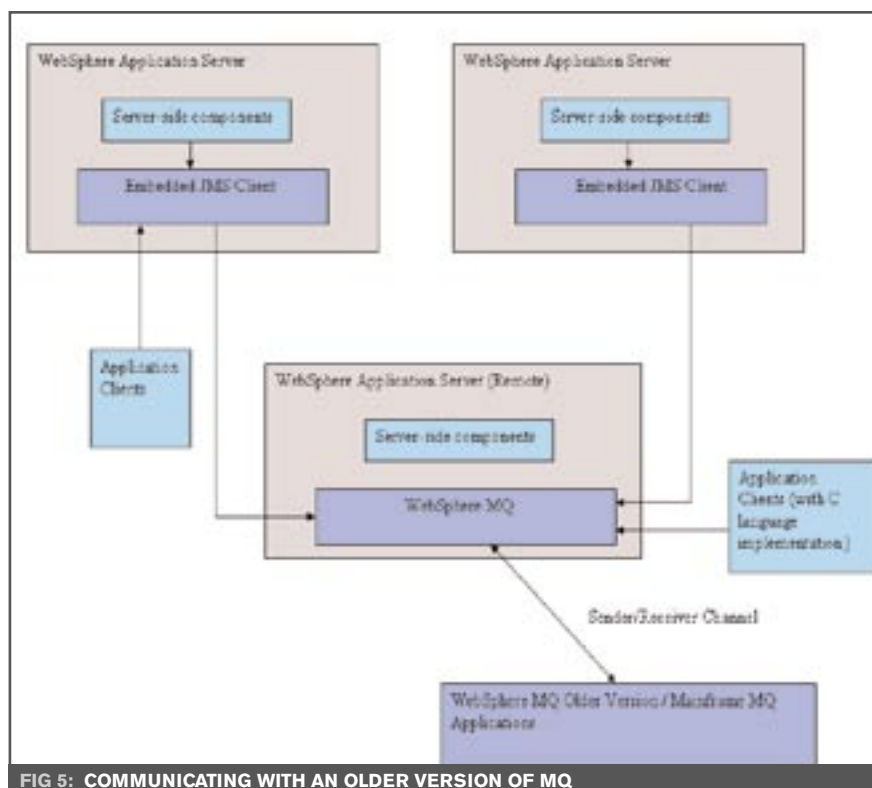 WebSphere Application Server
Server-side components
Embedded JMS Client
WebSphere Application Server
Server-side components
Embedded JMS Client
Application
Clients
WebSphere Application Server (Remote)
Server-side components
WebSphere MQ
Application
Clients (with C
language
implementation)
Sender/Receiver Channel
WebSphere MQ Older Version / Mainframe MQ
Applications
FIG 5: COMMUNICATING WITH AN OLDER VERSION OF MQ